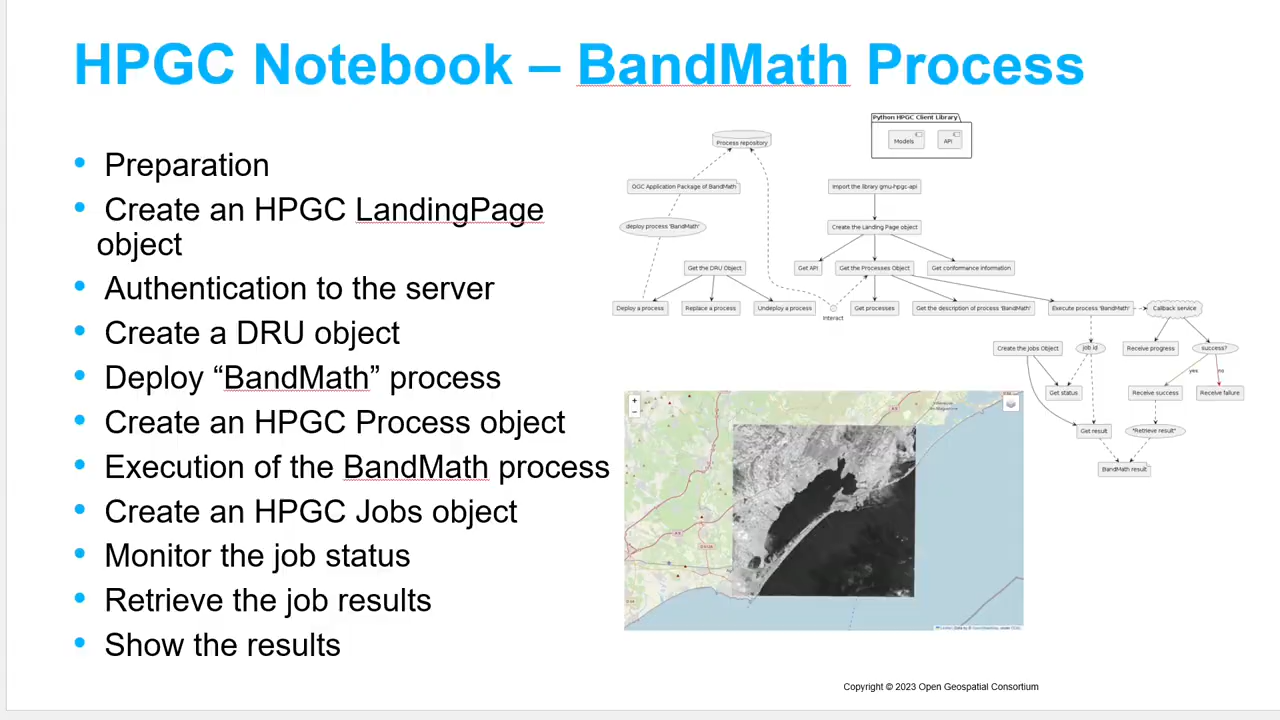 HPGC Notebook – BandMath Process
• Preparation
• Create an HPGC LandingPage
object
• Authentication to the server
• Create a DRU object
• Deploy “BandMath” process
• Create an HPGC Process object
• Execution of the BandMath process
• Create an HPGC Jobs object
• Monitor the job status
• Retrieve the job results
• Show the results
Python HPGC Client Library
Models
API
Process repository
OGC Application Package of BandMath
Import the library gmu-hpgc-api
deploy process 'BandMath'
Create the Landing Page object
Get the DRU Object
Get API
Get the Processes Object
Get conformance information
Deploy a process
Replace a process
Undeploy a process
Interact
Get processes
Get the description of process 'BandMath'
Execute process 'BandMath'
Callback service
Create the Jobs Object
job id
Receive progress
success?
yes
no
Get status
Receive success
Receive failure
Get result
"Retrieve result"
BandMath result
+
−
Copyright © 2023 Open Geospatial Consortium